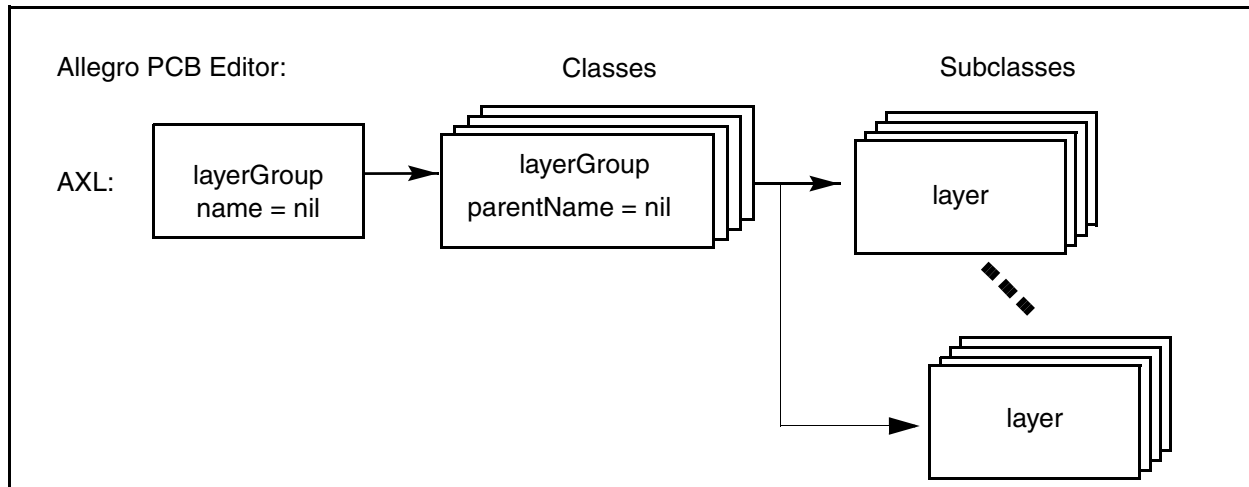 Allegro PCB Editor: Classes Subclasses
AXL:
layerGroup
name = nil
layerGroup
parentName = nil
layer
layer